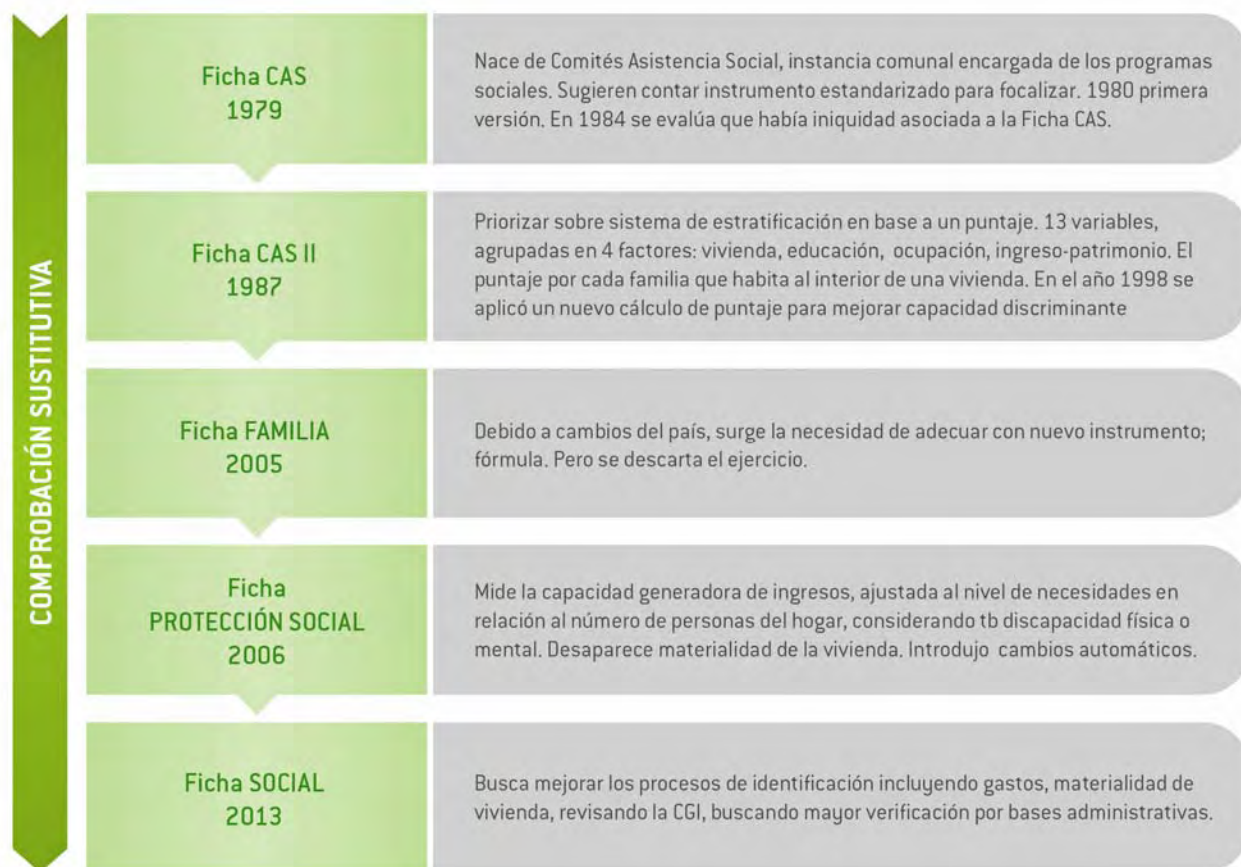 COMPROBACIÓN SUSTITUTIVA
Ficha CAS
1979
Nace de Comités Asistencia Social, instancia comunal encargada de los programas
sociales. Sugieren contar instrumento estandarizado para focalizar. 1980 primera
versión. En 1984 se evalúa que había iniquidad asociada a la Ficha CAS.
Ficha CAS II
1987
Priorizar sobre sistema de estratificación en base a un puntaje. 13 variables,
agrupadas en 4 factores: vivienda, educación, ocupación, ingreso-patrimonio. El
puntaje por cada familia que habita al interior de una vivienda. En el año 1998 se
aplicó un nuevo cálculo de puntaje para mejorar capacidad discriminante
Ficha FAMILIA
2005
Debido a cambios del país, surge la necesidad de adecuar con nuevo instrumento;
fórmula. Pero se descarta el ejercicio.
Ficha
PROTECCIÓN SOCIAL
2006
Mide la capacidad generadora de ingresos, ajustada al nivel de necesidades en
relación al número de personas del hogar, considerando tb discapacidad física o
mental. Desaparece materialidad de la vivienda. Introdujo cambios automáticos.
Ficha SOCIAL
2013
Busca mejorar los procesos de identificación incluyendo gastos, materialidad de
vivienda, revisando la CGI, buscando mayor verificación por bases administrativas.